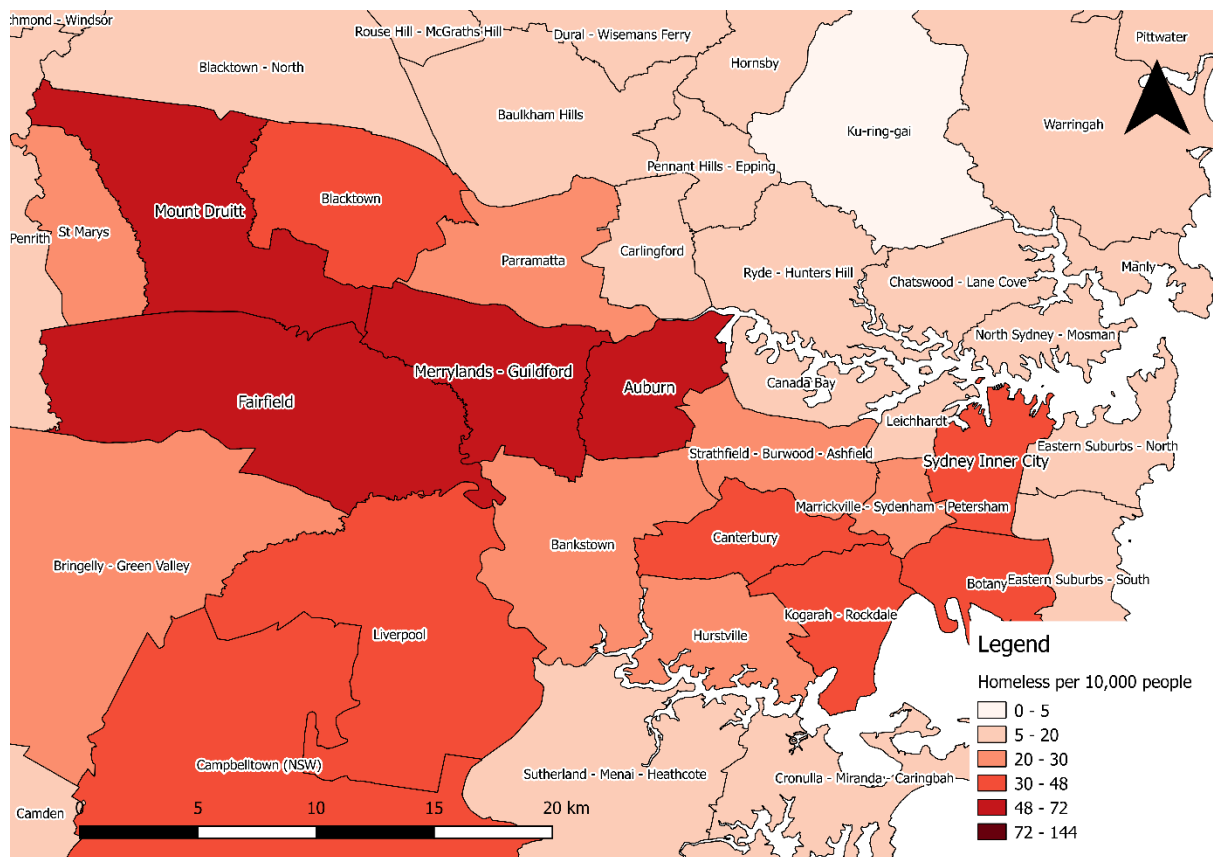 chmond - Windsor
Rouse Hill - McGraths Hill
Dural - Wisemans Ferry
Pittwater
Blacktown - North
Hornsby
Baulkham Hills
Warringah
Ku-ring-gai
Pennant Hills - Epping
Blacktown
Mount Druitt
St Marys
Penrith
Parramatta
Carlingford
Ryde - Hunters Hill
Chatswood - Lane Cove
Manly
North Sydney - Mosman
Merrylands - Guildford
Auburn
Canada Bay
Fairfield
Leichhardt
Eastern Suburbs - North
Strathfield - Burwood - Ashfield
Sydney Inner City
Marrickville - Sydenham - Petersham
Bankstown
Canterbury
Bringelly - Green Valley
Botany
Eastern Suburbs - South
Liverpool
Hurstville
Kogarah - Rockdale
Campbelltown (NSW)
Sutherland - Menai - Heathcote
Cronulla - Miranda - Caringbah
Camden
0 5 10 15 20 km
Legend
Homeless per 10,000 people
0 - 5
5 - 20
20 - 30
30 - 48
48 - 72
72 - 144